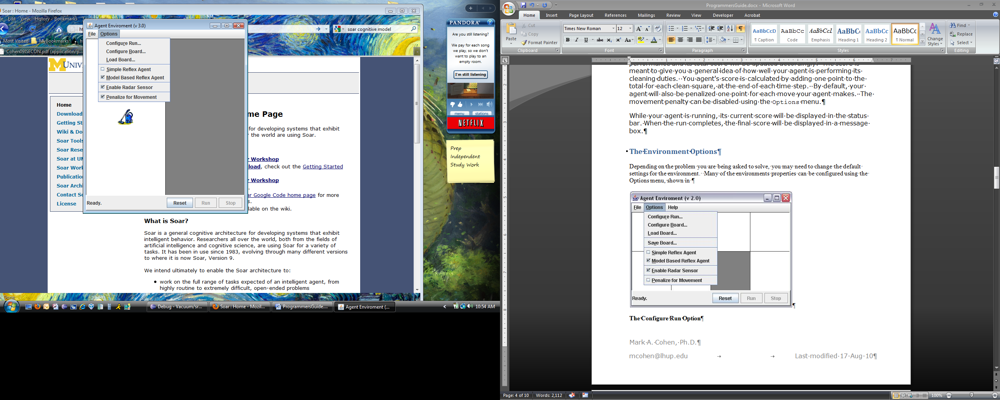 Soar : Home - Mozilla Firefox
Edit View History Bookmarks
soar cognitive model
Most Visited MyBookmarks
Cohen09ISECON.pdf (application/p...
Agent Enviroment (v 3.0)
File Options
Configure Run...
Configure Board...
Load Board...
Simple Reflex Agent
Model Based Reflex Agent
Enable Radar Sensor
Penalize for Movement
Ready.
Reset Run Stop
Home
Download
Getting St
Wiki & Do
Soar Tools
Soar Rese
Soar at UM
Soar Work
Publication
Soar Archi
Contact So
License
me Page
for developing systems that exhibit
the world are using Soar.
Workshop
load, check out the Getting Started
Workshop
ar Google Code home page for more
s.
lable on the wiki.
What is Soar?
Soar is a general cognitive architecture for developing systems that exhibit
intelligent behavior. Researchers all over the world, both from the fields of
artificial intelligence and cognitive science, are using Soar for a variety of
tasks. It has been in use since 1983, evolving through many different versions
to where it is now Soar, Version 9.
We intend ultimately to enable the Soar architecture to:
• work on the full range of tasks expected of an intelligent agent, from
highly routine to extremely difficult, open-ended problems
Done
PANDORA
Are you still listening?
We pay for each song
we play, so we don't
want to play to an
empty room.
I'm still listening
menu stations
NETFLIX
Prep
Independent
Study Work
Debug - Vacuum/sr...
Soar : Home - Mozil...
ProgrammersGuide....
Agent Enviroment (...
10:54 AM
ProgrammersGuide.docx - Microsoft Word
Home Insert Page Layout References Mailings Review View Developer Acrobat
Paste
Cut
Copy
Format Painter
Clipboard
Times New Roman 12
Font
Paragraph
AaBbCcD AaBbCc AaBbCcI AaBbC AaBbCc AaBbCc
¶ Caption Code Emphasis Heading 1 Heading 2 ¶ Normal
Change Styles
Styles
Find
Replace
Select
Editing
performance and its total score will be updated accordingly. The score is
meant to give you a general idea of how well your agent is performing its
cleaning duties. You agent's score is calculated by adding one point to the
total for each clean square, at the end of each time step. By default, your
agent will also be penalized one point for each move your agent makes. The
movement penalty can be disabled using the Options menu.¶
While your agent is running, its current score will be displayed in the status
bar. When the run completes, the final score will be displayed in a message
box.¶
The Environment Options¶
Depending on the problem you are being asked to solve, you may need to change the default
settings for the environment. Many of the environments properties can be configured using the
Options menu, shown in ¶
Agent Enviroment (v 2.0)
File Options Help
Configure Run...
Configure Board...
Load Board...
Save Board...
Simple Reflex Agent
Model Based Reflex Agent
Enable Radar Sensor
Penalize for Movement
Ready.
Reset Run Stop
¶
The Configure Run Option¶
Mark A. Cohen, Ph.D.¶
mcohen@lhup.edu → → Last modified 17-Aug-10¶
Page: 4 of 10 Words: 2,112
100%